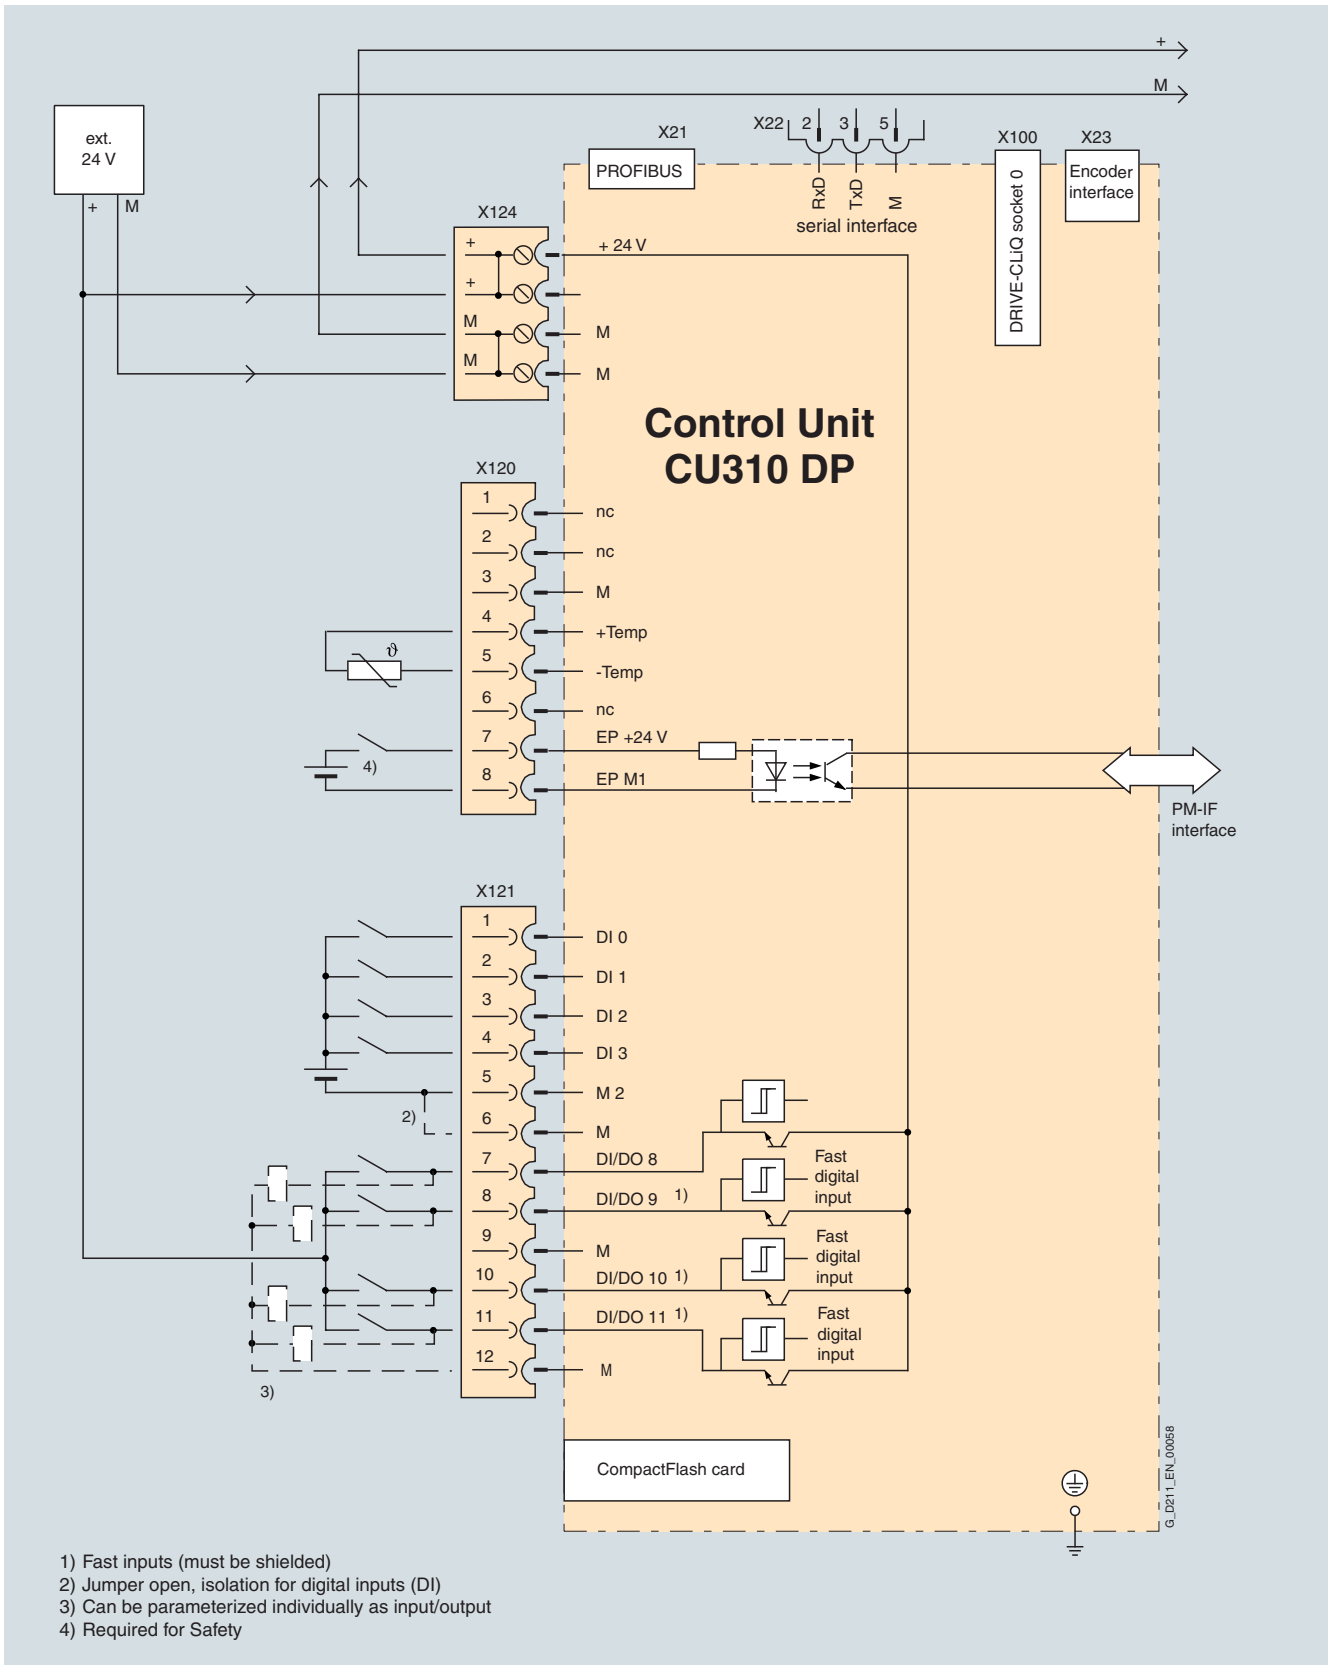 +
M
ext.
24 V
+
M
X21
PROFIBUS
X22
2
3
5
RxD
TxD
M
serial interface
X100
DRIVE-CLiQ socket 0
X23
Encoder
interface
X124
+
+ 24 V
+
M
M
M
M
Control Unit
CU310 DP
X120
1
nc
2
nc
3
M
4
+Temp
ϑ
5
-Temp
6
nc
7
EP +24 V
4)
8
EP M1
PM-IF
interface
X121
1
DI 0
2
DI 1
3
DI 2
4
DI 3
5
M 2
2)
6
M
7
DI/DO 8
Fast
digital
input
8
DI/DO 9 1)
9
M
Fast
digital
input
10
DI/DO 10 1)
11
DI/DO 11 1)
Fast
digital
input
12
M
3)
CompactFlash card
G_D211_EN_00058
1) Fast inputs (must be shielded)
2) Jumper open, isolation for digital inputs (DI)
3) Can be parameterized individually as input/output
4) Required for Safety